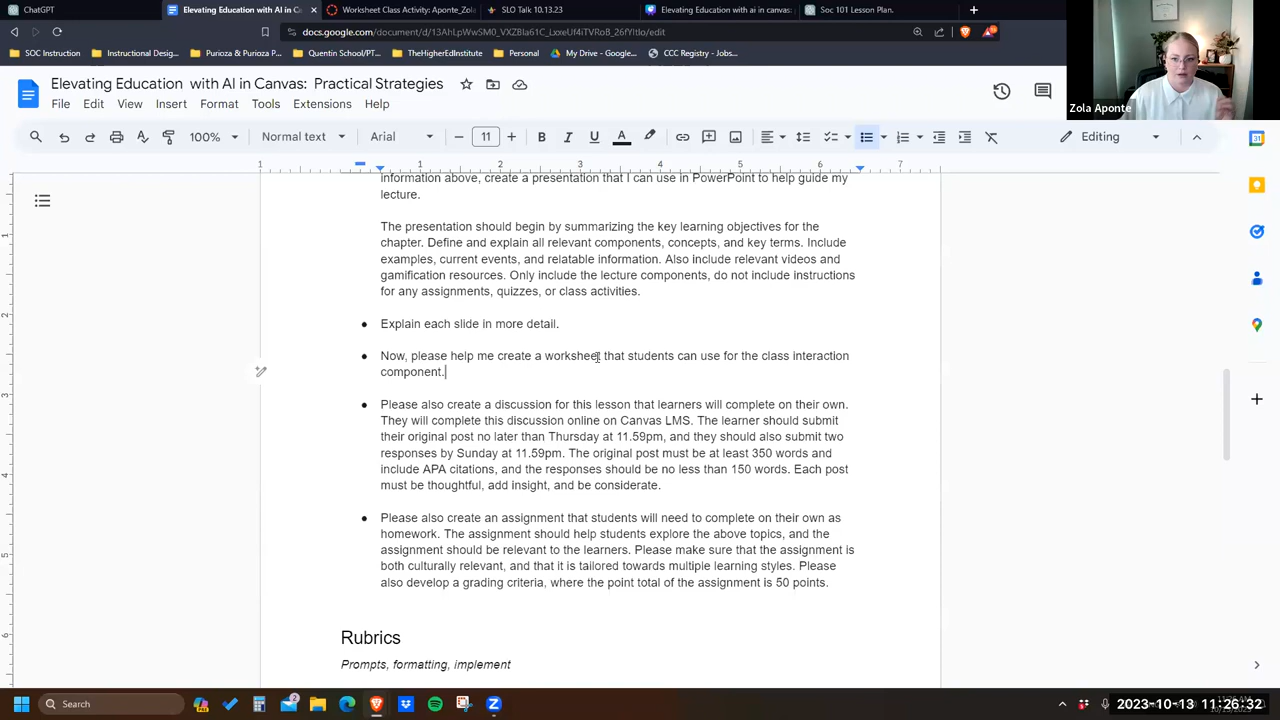 ChatGPT
Elevating Education with AI in Ca
Worksheet Class Activity: Aponte_Zola
SLO Talk 10.13.23
Elevating Education with ai in canvas:
Soc 101 Lesson Plan.
SOC Instruction
Instructional Desig...
Purioza & Purioza P...
Quentin School/PT...
TheHigherEdInstitute
Personal
My Drive - Google...
CCC Registry - Jobs...
Elevating Education with AI in Canvas: Practical Strategies
File Edit View Insert Format Tools Extensions Help
Zola Aponte
100% Normal text Arial 11 Editing
information above, create a presentation that I can use in PowerPoint to help guide my
lecture.
The presentation should begin by summarizing the key learning objectives for the
chapter. Define and explain all relevant components, concepts, and key terms. Include
examples, current events, and relatable information. Also include relevant videos and
gamification resources. Only include the lecture components, do not include instructions
for any assignments, quizzes, or class activities.
● Explain each slide in more detail.
● Now, please help me create a worksheet that students can use for the class interaction
component.
● Please also create a discussion for this lesson that learners will complete on their own.
They will complete this discussion online on Canvas LMS. The learner should submit
their original post no later than Thursday at 11.59pm, and they should also submit two
responses by Sunday at 11.59pm. The original post must be at least 350 words and
include APA citations, and the responses should be no less than 150 words. Each post
must be thoughtful, add insight, and be considerate.
● Please also create an assignment that students will need to complete on their own as
homework. The assignment should help students explore the above topics, and the
assignment should be relevant to the learners. Please make sure that the assignment is
both culturally relevant, and that it is tailored towards multiple learning styles. Please
also develop a grading criteria, where the point total of the assignment is 50 points.
Rubrics
Prompts, formatting, implement
Search
2023-10-13 11:26:32